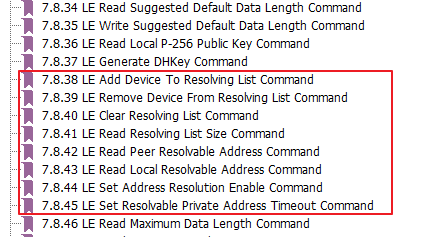 7.8.34 LE Read Suggested Default Data Length Command
7.8.35 LE Write Suggested Default Data Length Command
7.8.36 LE Read Local P-256 Public Key Command
7.8.37 LE Generate DHKey Command
7.8.38 LE Add Device To Resolving List Command
7.8.39 LE Remove Device From Resolving List Command
7.8.40 LE Clear Resolving List Command
7.8.41 LE Read Resolving List Size Command
7.8.42 LE Read Peer Resolvable Address Command
7.8.43 LE Read Local Resolvable Address Command
7.8.44 LE Set Address Resolution Enable Command
7.8.45 LE Set Resolvable Private Address Timeout Command
7.8.46 LE Read Maximum Data Length Command